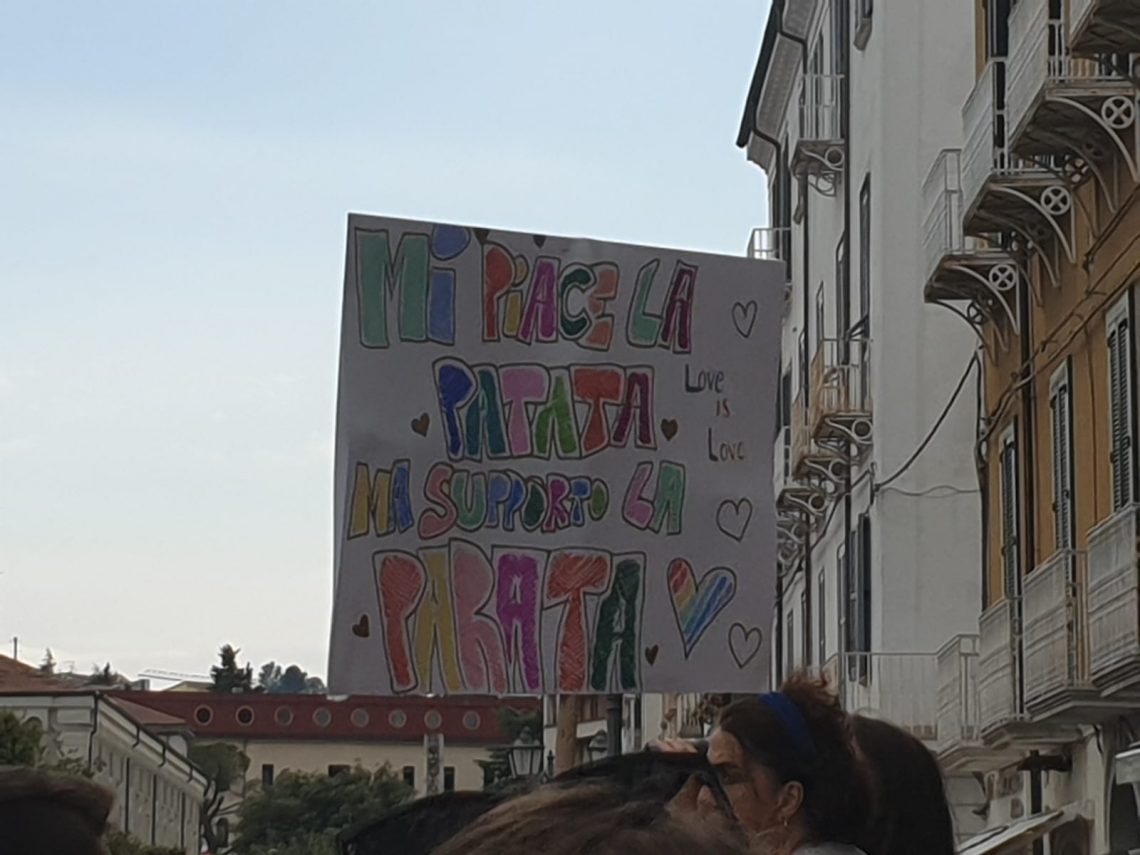 Mi PiACE LA
PATATA
MA SUPPORTO LA
PARATA
Love
is
Love